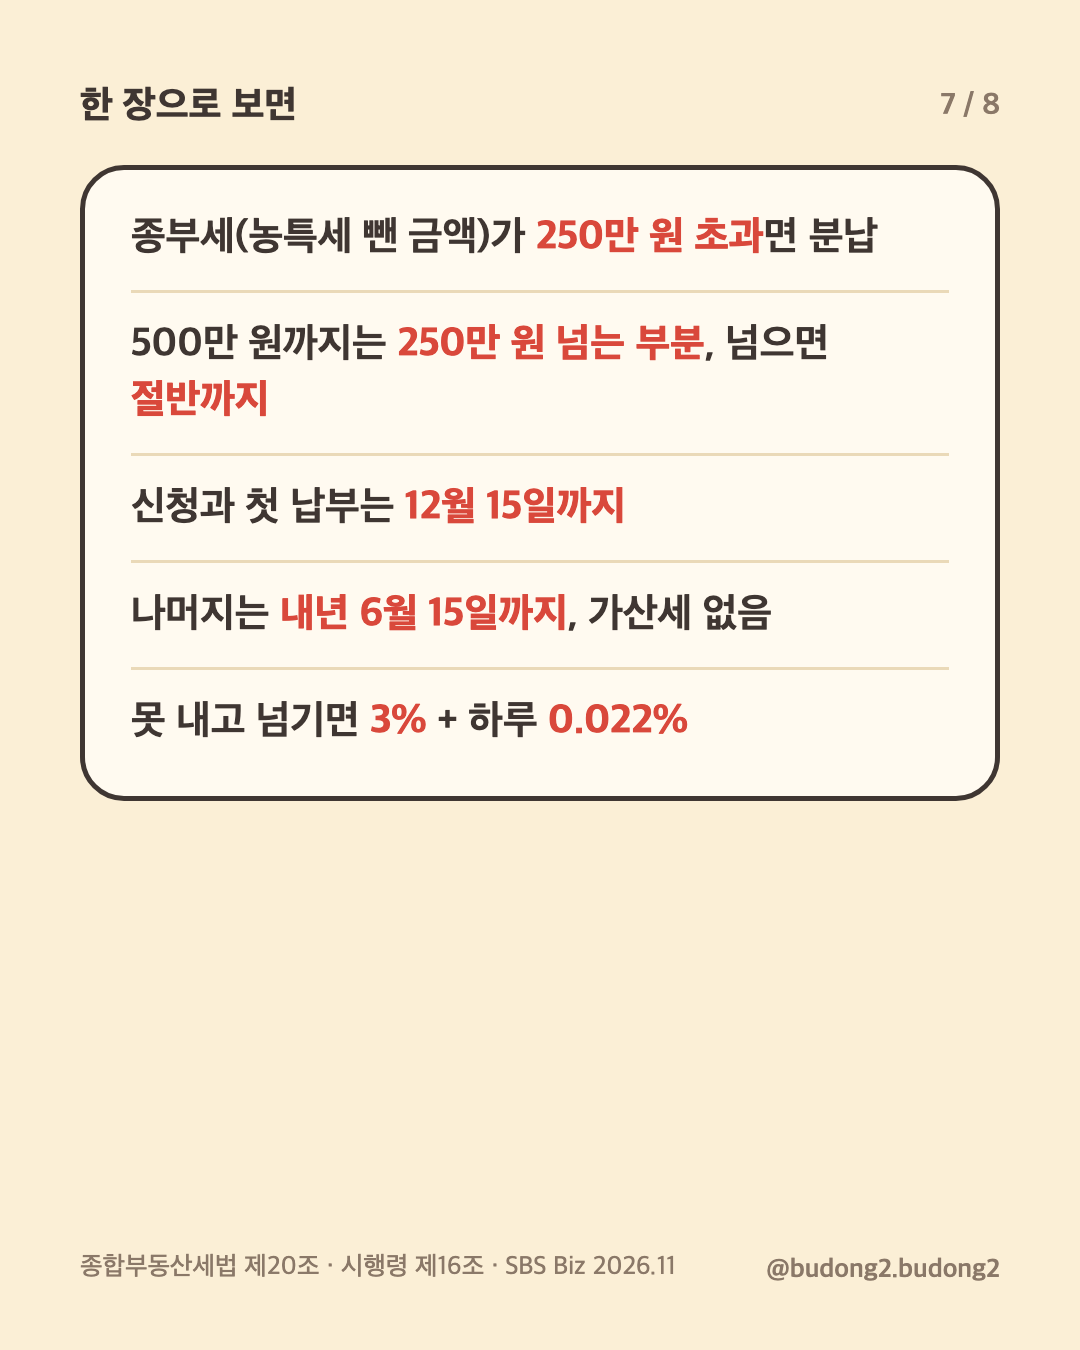 한 장으로 보면
7 / 8
종부세(농특세 뺀 금액)가 250만 원 초과면 분납
500만 원까지는 250만 원 넘는 부분, 넘으면
절반까지
신청과 첫 납부는 12월 15일까지
나머지는 내년 6월 15일까지, 가산세 없음
못 내고 넘기면 3% + 하루 0.022%
종합부동산세법 제20조 · 시행령 제16조 · SBS Biz 2026.11
@budong2.budong2